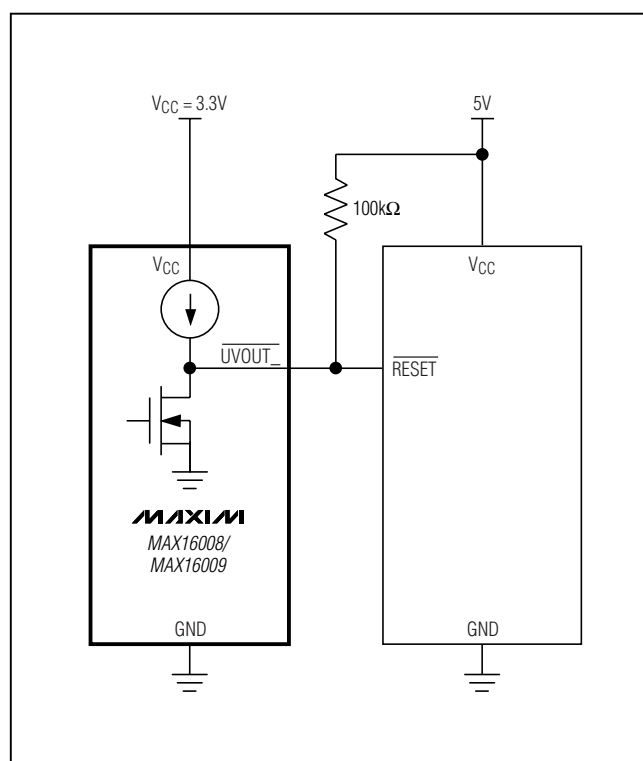 VCC = 3.3V
5V
100kΩ
VCC
VCC
UVOUT_
RESET
MAXIM
MAX16008/
MAX16009
GND
GND